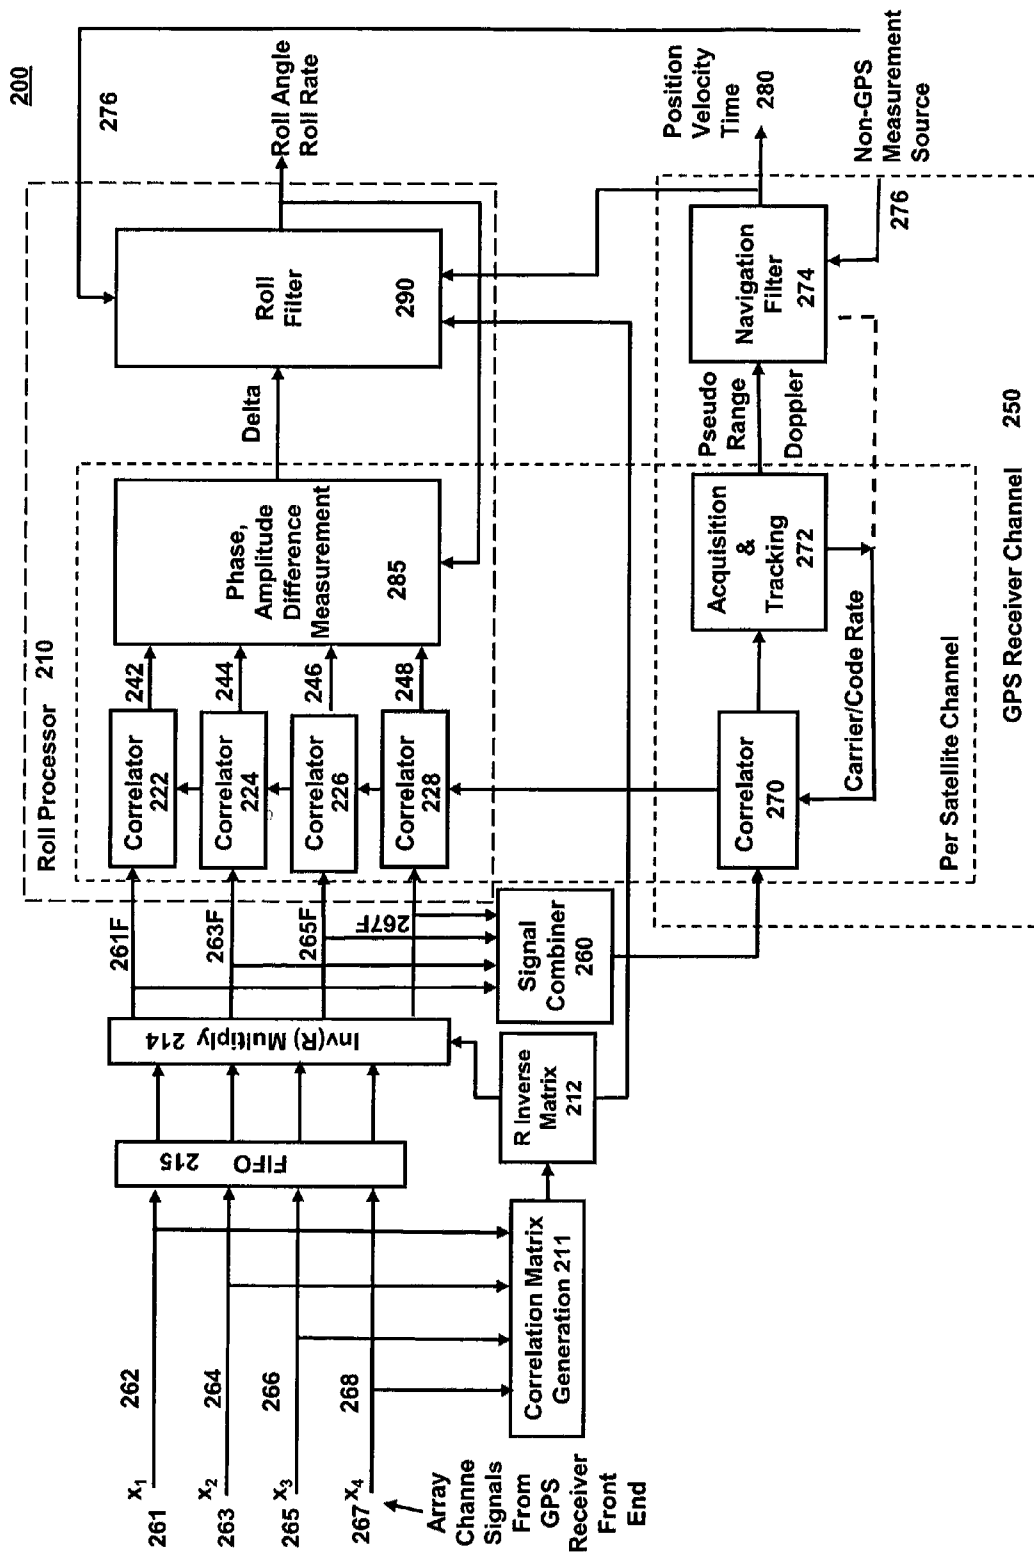 200
276
Roll Angle
Roll Rate
Roll Processor 210
Roll
Filter
290
Delta
Phase,
Amplitude
Difference
Measurement
285
242
244
246
248
Correlator
222
Correlator
224
Correlator
226
Correlator
228
261F
263F
265F
267F
Inv(R) Multiply 214
FIFO 215
X1
261
262
X2
263
264
X3
265
266
X4
267
268
Array
Channe
Signals
From
GPS
Receiver
Front
End
Correlation Matrix
Generation 211
R Inverse
Matrix
212
Signal
Combiner
260
Correlator
270
Carrier/Code Rate
Acquisition
&
Tracking
272
Pseudo
Range
Doppler
Navigation
Filter
274
Position
Velocity
Time
280
Non-GPS
Measurement
Source
276
Per Satellite Channel
GPS Receiver Channel 250